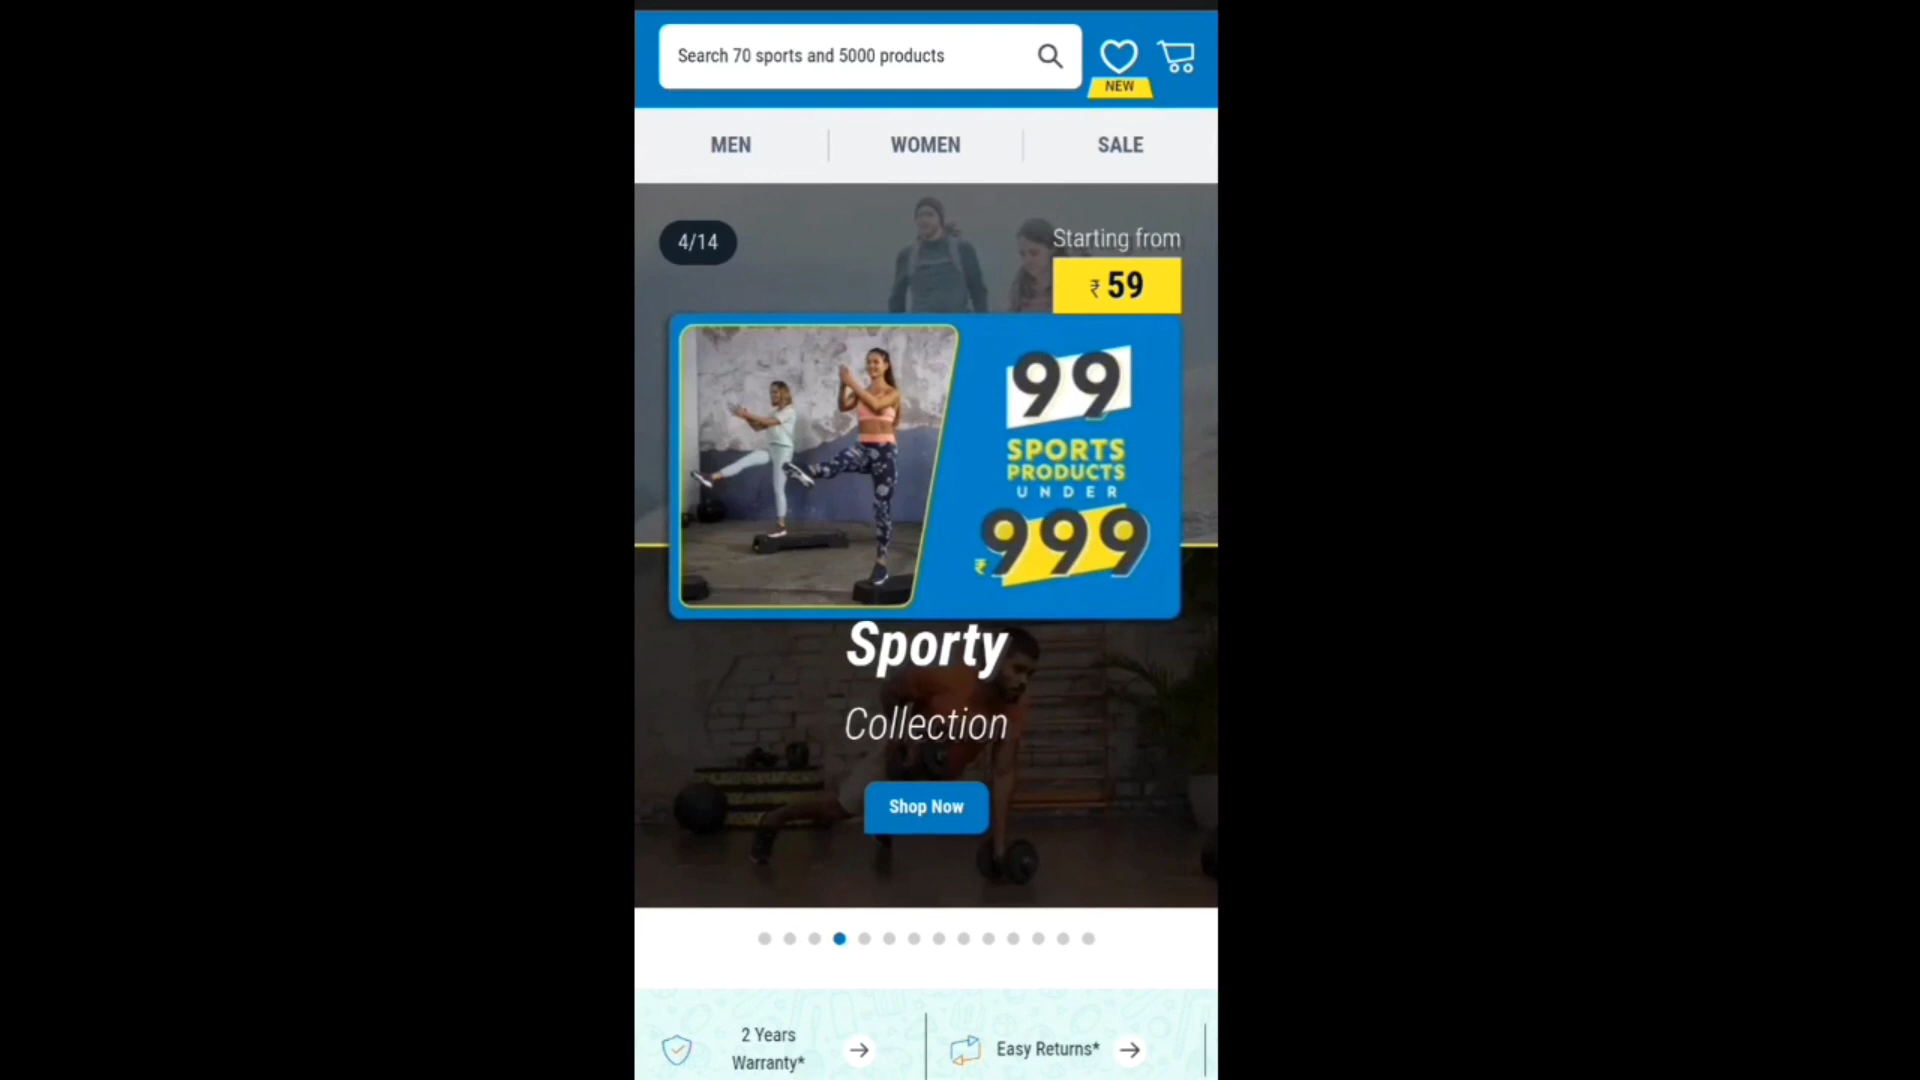 Search 70 sports and 5000 products
NEW
MEN
WOMEN
SALE
4/14
Starting from
₹ 59
99
SPORTS
PRODUCTS
UNDER
₹999
Sporty
Collection
Shop Now
2 Years
Warranty*
Easy Returns*